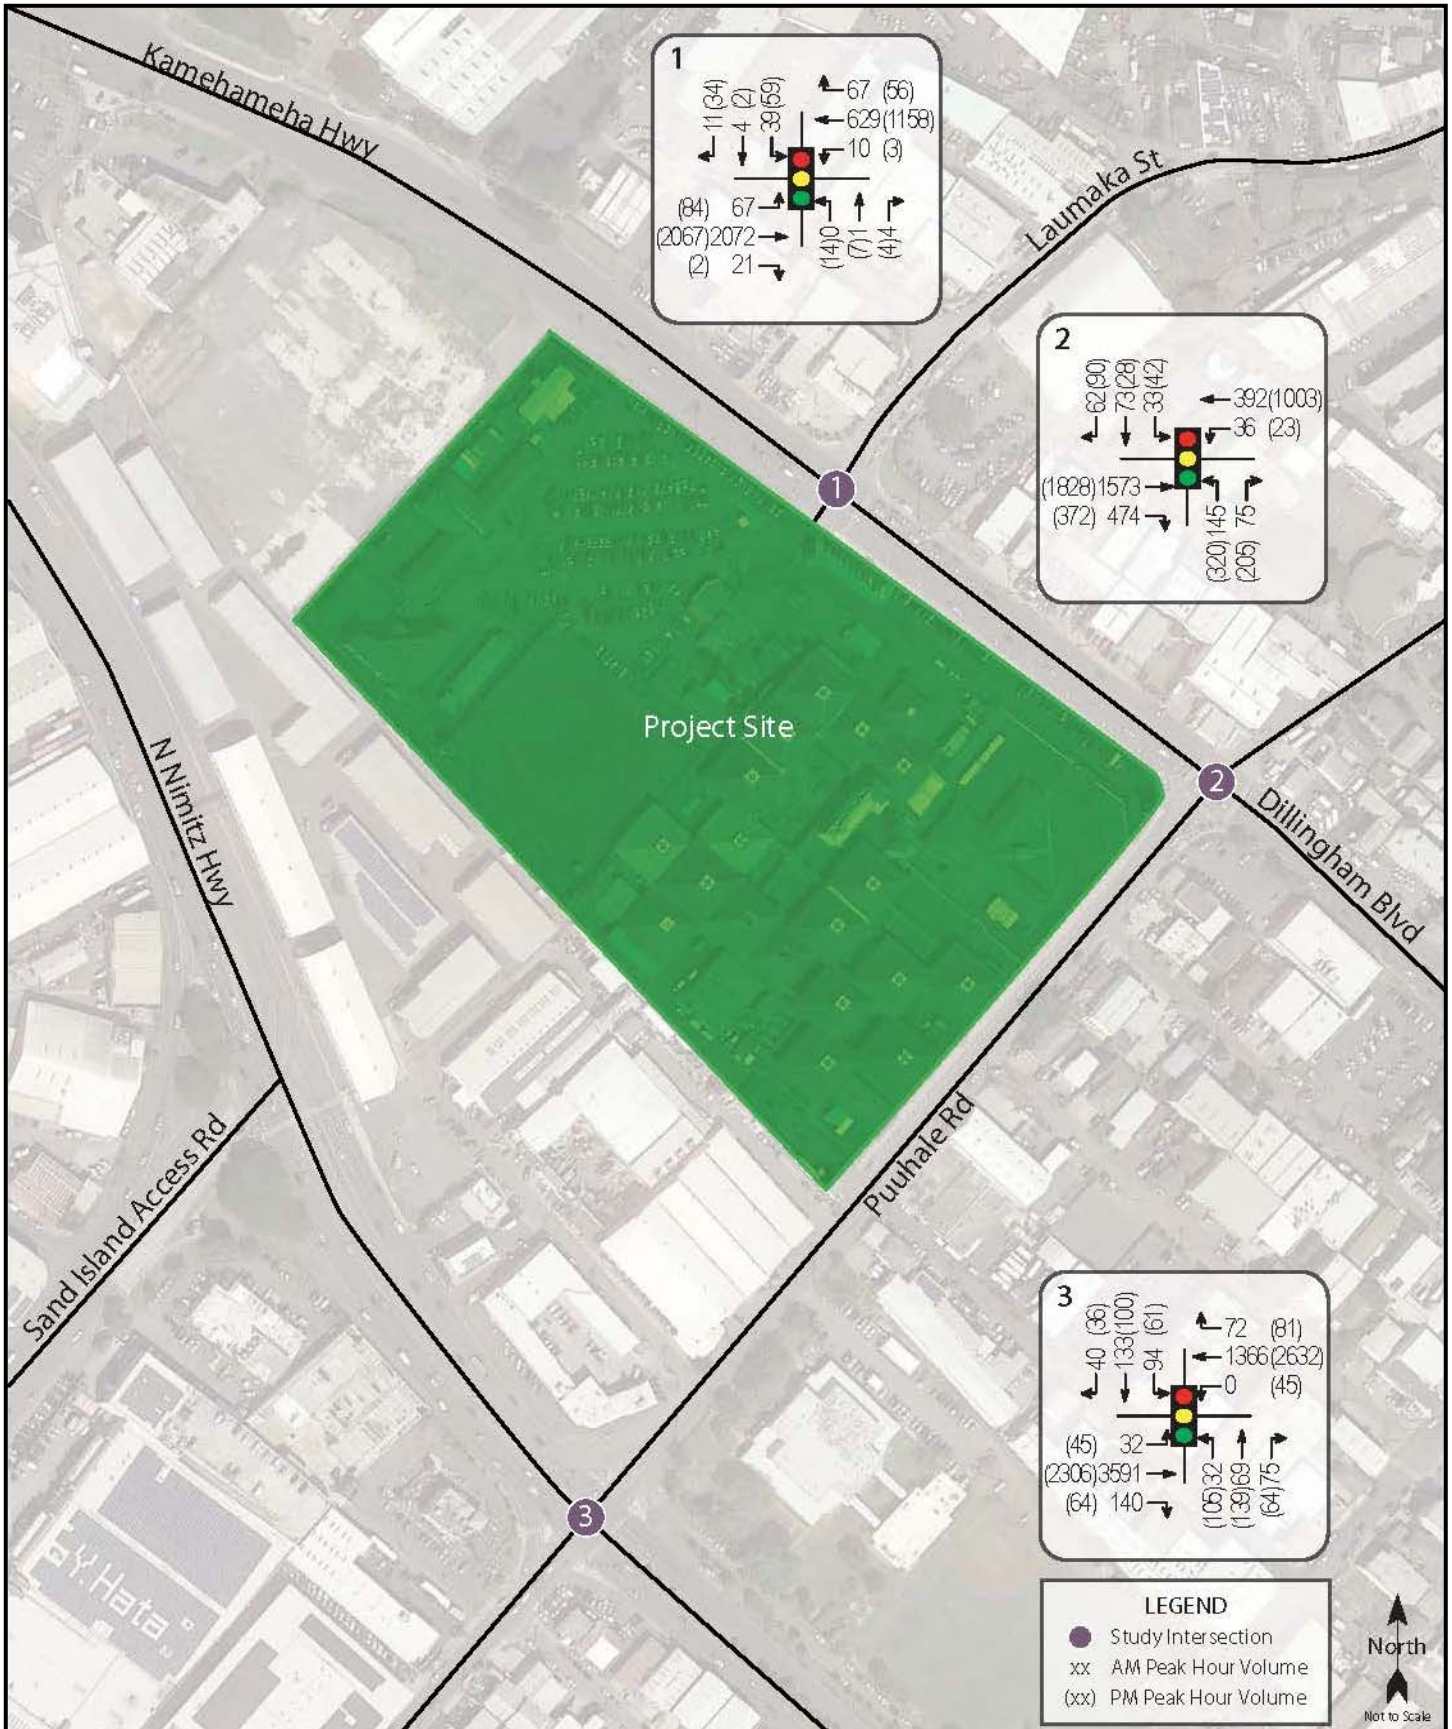 Kamehameha Hwy
1
11(34)
4 (2)
39(59)
67 (56)
629(1158)
10 (3)
(84) 67
(2067)2072
(2) 21
(14)0
(7)1
(4)4
Laumaka St
2
62(90)
73(28)
33(42)
392(1003)
36 (23)
(1828)1573
(372) 474
(320)145
(205) 75
1
Project Site
2
Dillingham Blvd
N Nimitz Hwy
Puuhale Rd
Sand Island Access Rd
3
40 (36)
133(100)
94 (61)
72 (81)
1366(2632)
0 (45)
(45) 32
(2306)3591
(64) 140
(105)32
(139)69
(64)75
3
Y. Hata
LEGEND
Study Intersection
xx AM Peak Hour Volume
(xx) PM Peak Hour Volume
North
Not to Scale